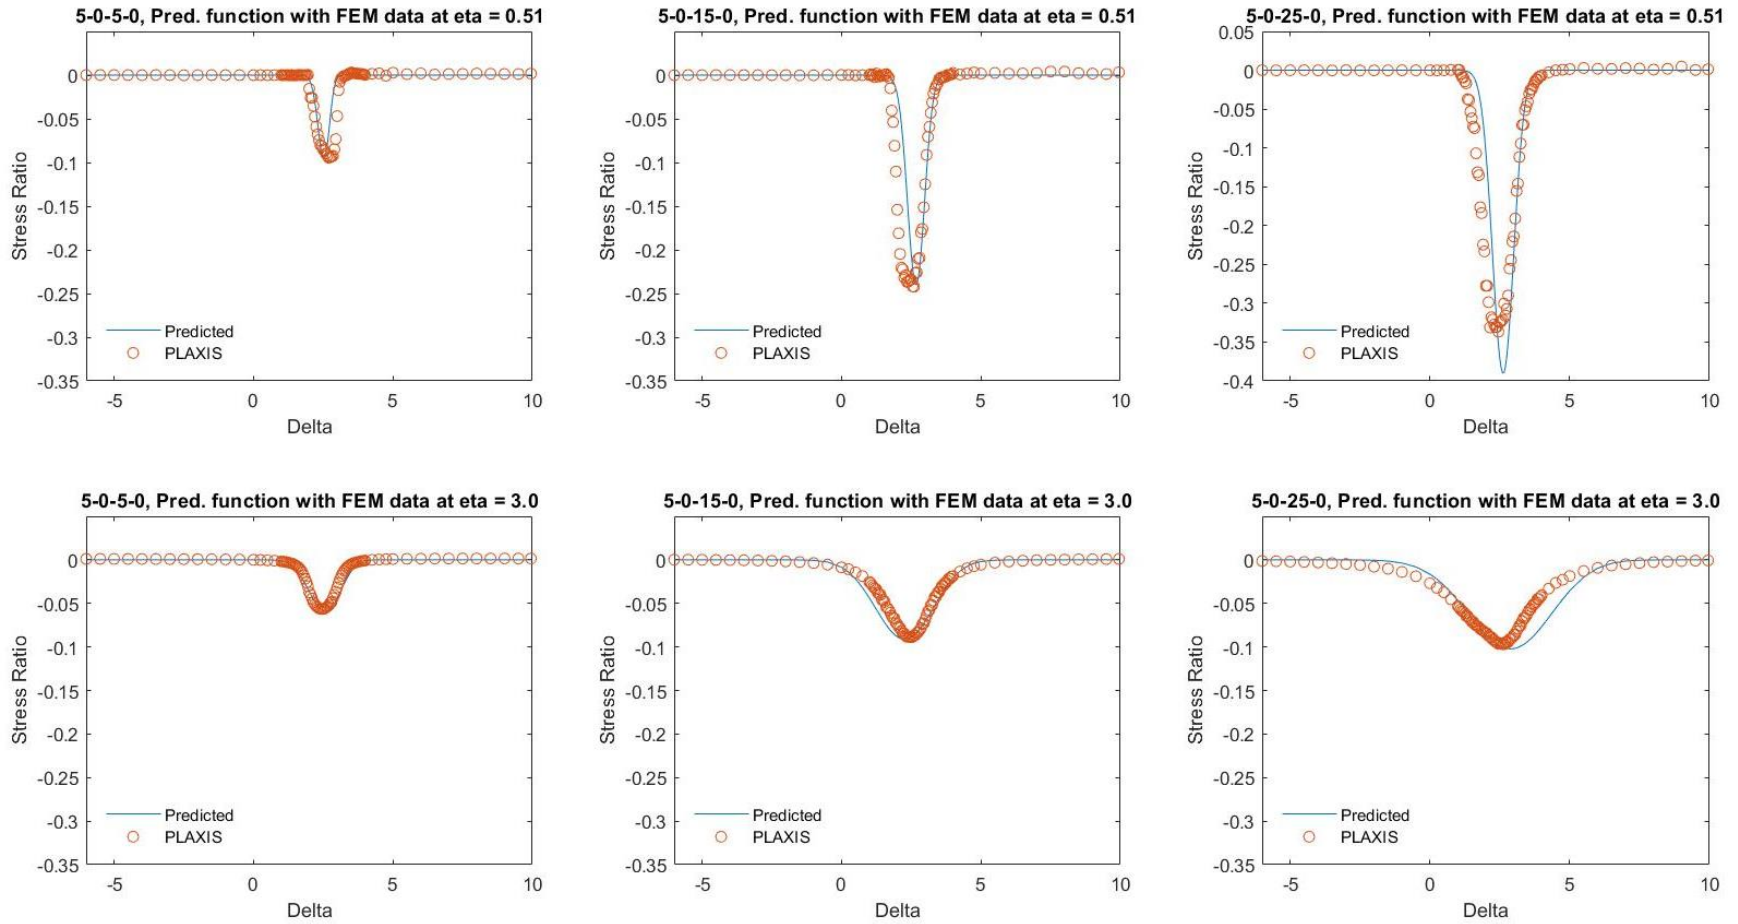 5-0-5-0, Pred. function with FEM data at eta = 0.51
0
-0.05
-0.1
-0.15
-0.2
-0.25
-0.3
-0.35
Stress Ratio
Predicted
PLAXIS
-5
0
5
10
Delta
5-0-15-0, Pred. function with FEM data at eta = 0.51
0
-0.05
-0.1
-0.15
-0.2
-0.25
-0.3
-0.35
Stress Ratio
Predicted
PLAXIS
-5
0
5
10
Delta
5-0-25-0, Pred. function with FEM data at eta = 0.51
0.05
0
-0.05
-0.1
-0.15
-0.2
-0.25
-0.3
-0.35
-0.4
Stress Ratio
Predicted
PLAXIS
-5
0
5
10
Delta
5-0-5-0, Pred. function with FEM data at eta = 3.0
0
-0.05
-0.1
-0.15
-0.2
-0.25
-0.3
-0.35
Stress Ratio
Predicted
PLAXIS
-5
0
5
10
Delta
5-0-15-0, Pred. function with FEM data at eta = 3.0
0
-0.05
-0.1
-0.15
-0.2
-0.25
-0.3
-0.35
Stress Ratio
Predicted
PLAXIS
-5
0
5
10
Delta
5-0-25-0, Pred. function with FEM data at eta = 3.0
0
-0.05
-0.1
-0.15
-0.2
-0.25
-0.3
-0.35
Stress Ratio
Predicted
PLAXIS
-5
0
5
10
Delta